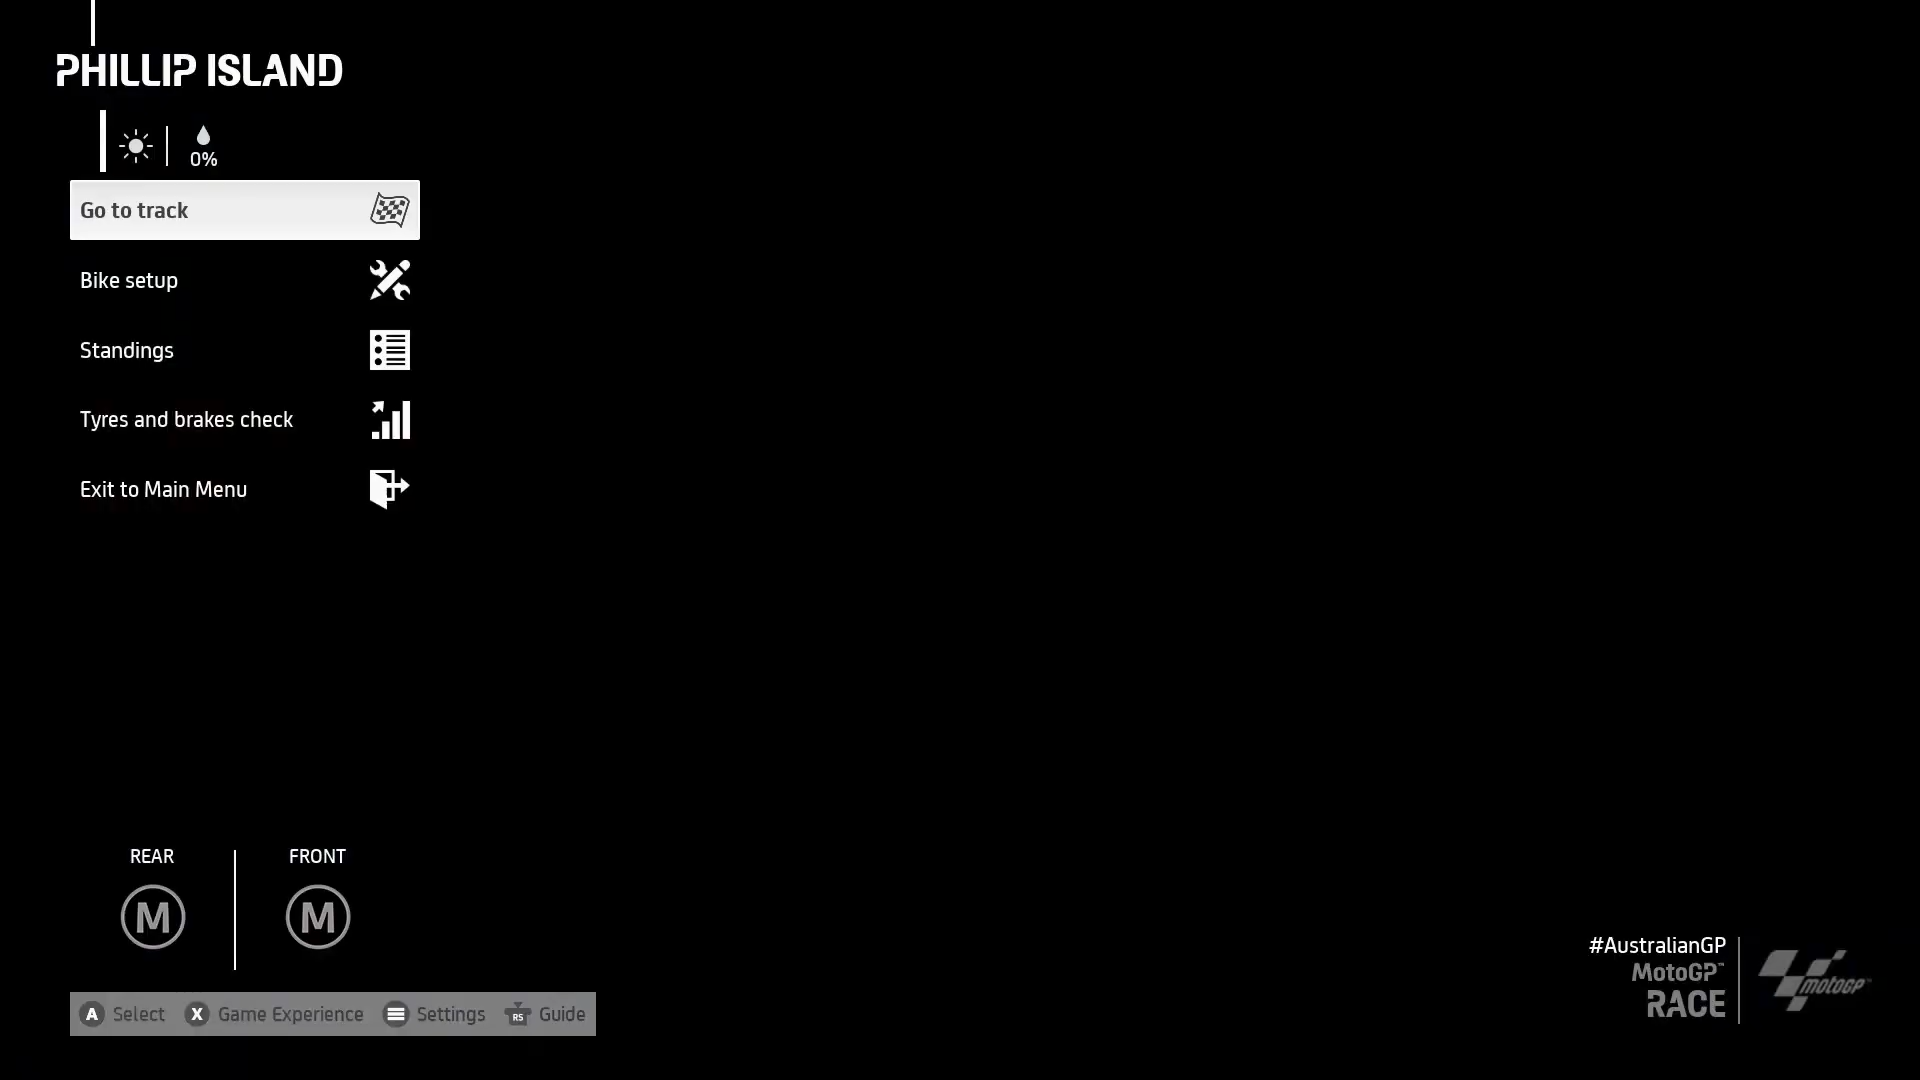 PHILLIP ISLAND
0%
Go to track
Bike setup
Standings
Tyres and brakes check
Exit to Main Menu
REAR
FRONT
M
M
#AustralianGP
MotoGP™
RACE
motoGP™
A Select X Game Experience Settings RS Guide